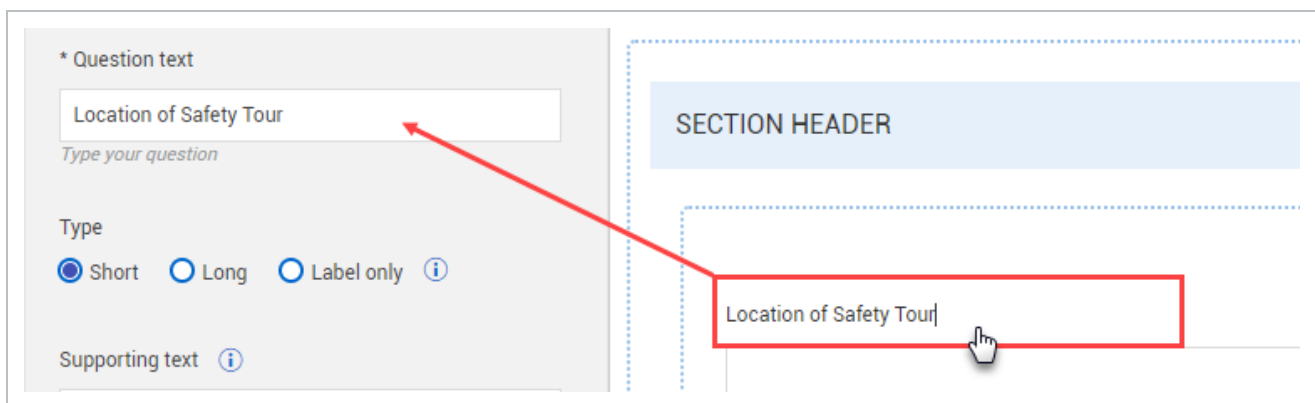 * Question text
Location of Safety Tour
Type your question
Type
Short Long Label only
Supporting text
SECTION HEADER
Location of Safety Tour